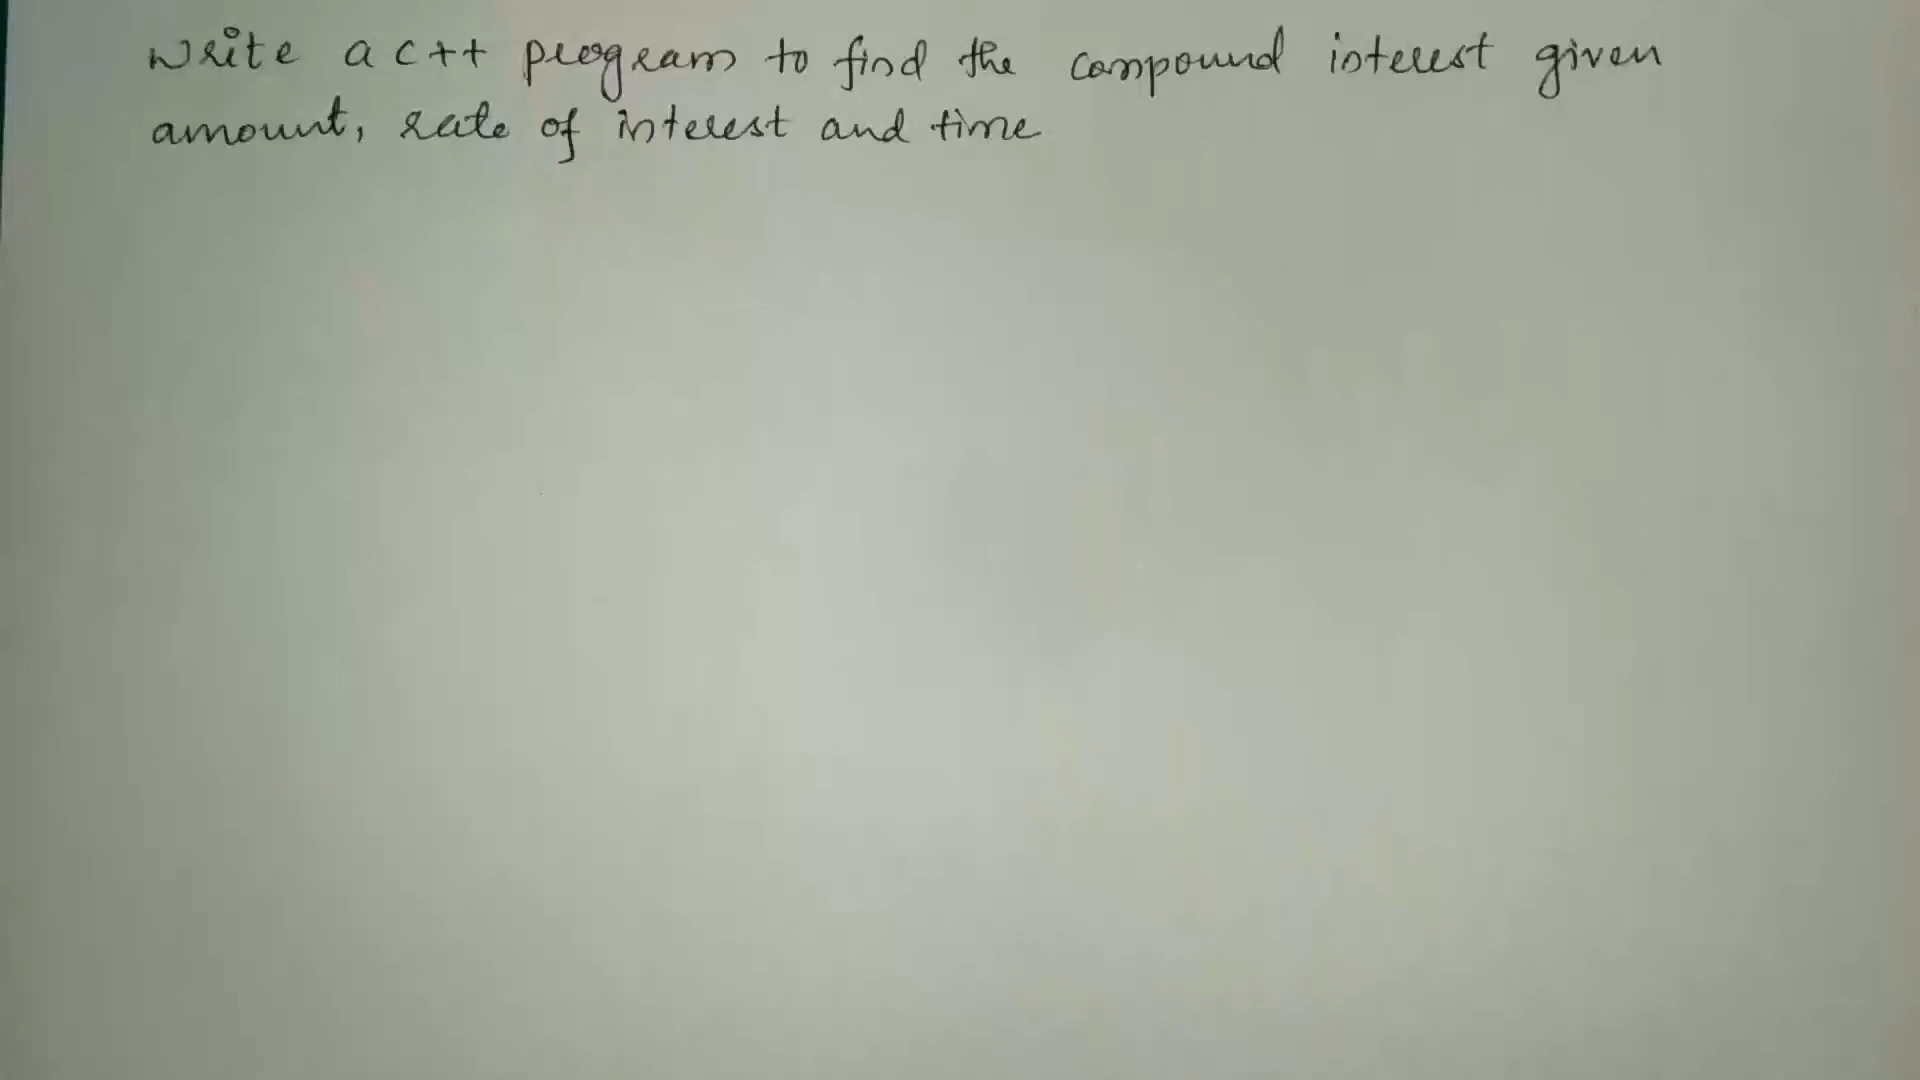 write a c++ program to find the compound interest given
amount, rate of interest and time